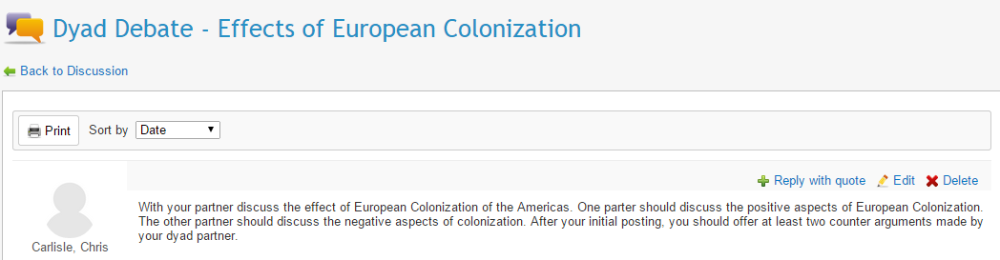 Dyad Debate - Effects of European Colonization
Back to Discussion
Print Sort by Date
Reply with quote Edit Delete
With your partner discuss the effect of European Colonization of the Americas. One parter should discuss the positive aspects of European Colonization.
The other partner should discuss the negative aspects of colonization. After your initial posting, you should offer at least two counter arguments made by
your dyad partner.
Carlisle, Chris